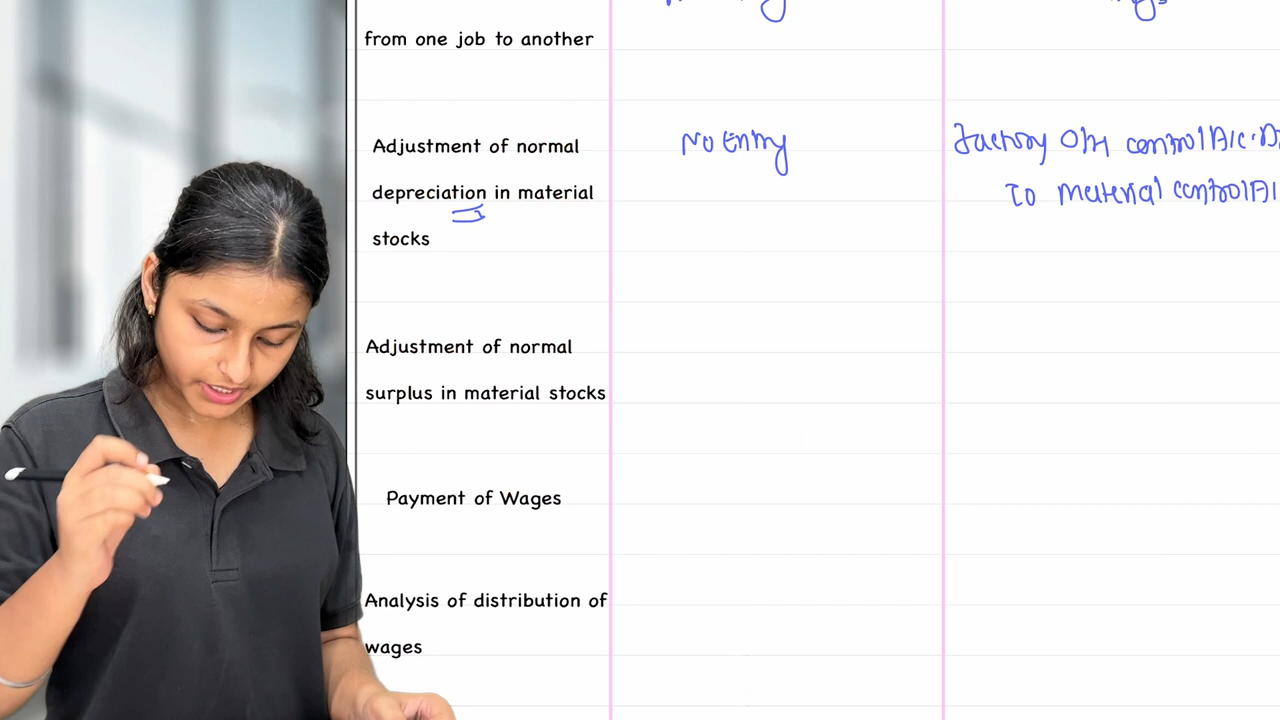 from one job to another
Adjustment of normal
depreciation in material
stocks
No Entry
Factory O/H control A/c. D
To material control A/
Adjustment of normal
surplus in material stocks
Payment of Wages
Analysis of distribution of
wages